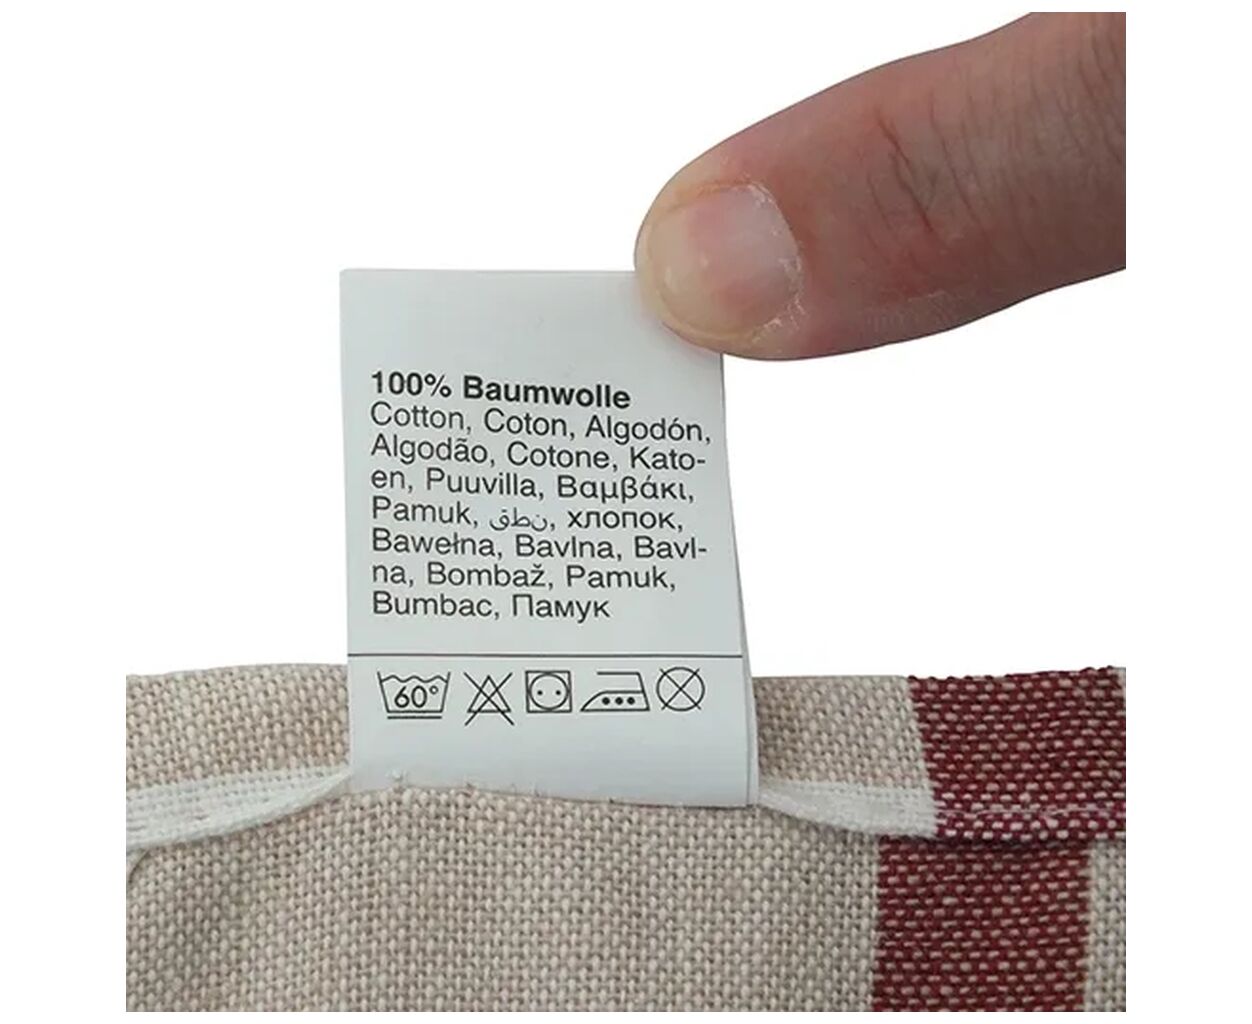 100% Baumwolle
Cotton, Coton, Algodón,
Algodão, Cotone, Kato-
en, Puuvilla, Βαμβάκι,
Pamuk, نطق, хлопок,
Bawełna, Bavlna, Bavl-
na, Bombaž, Pamuk,
Bumbac, Памук
60°